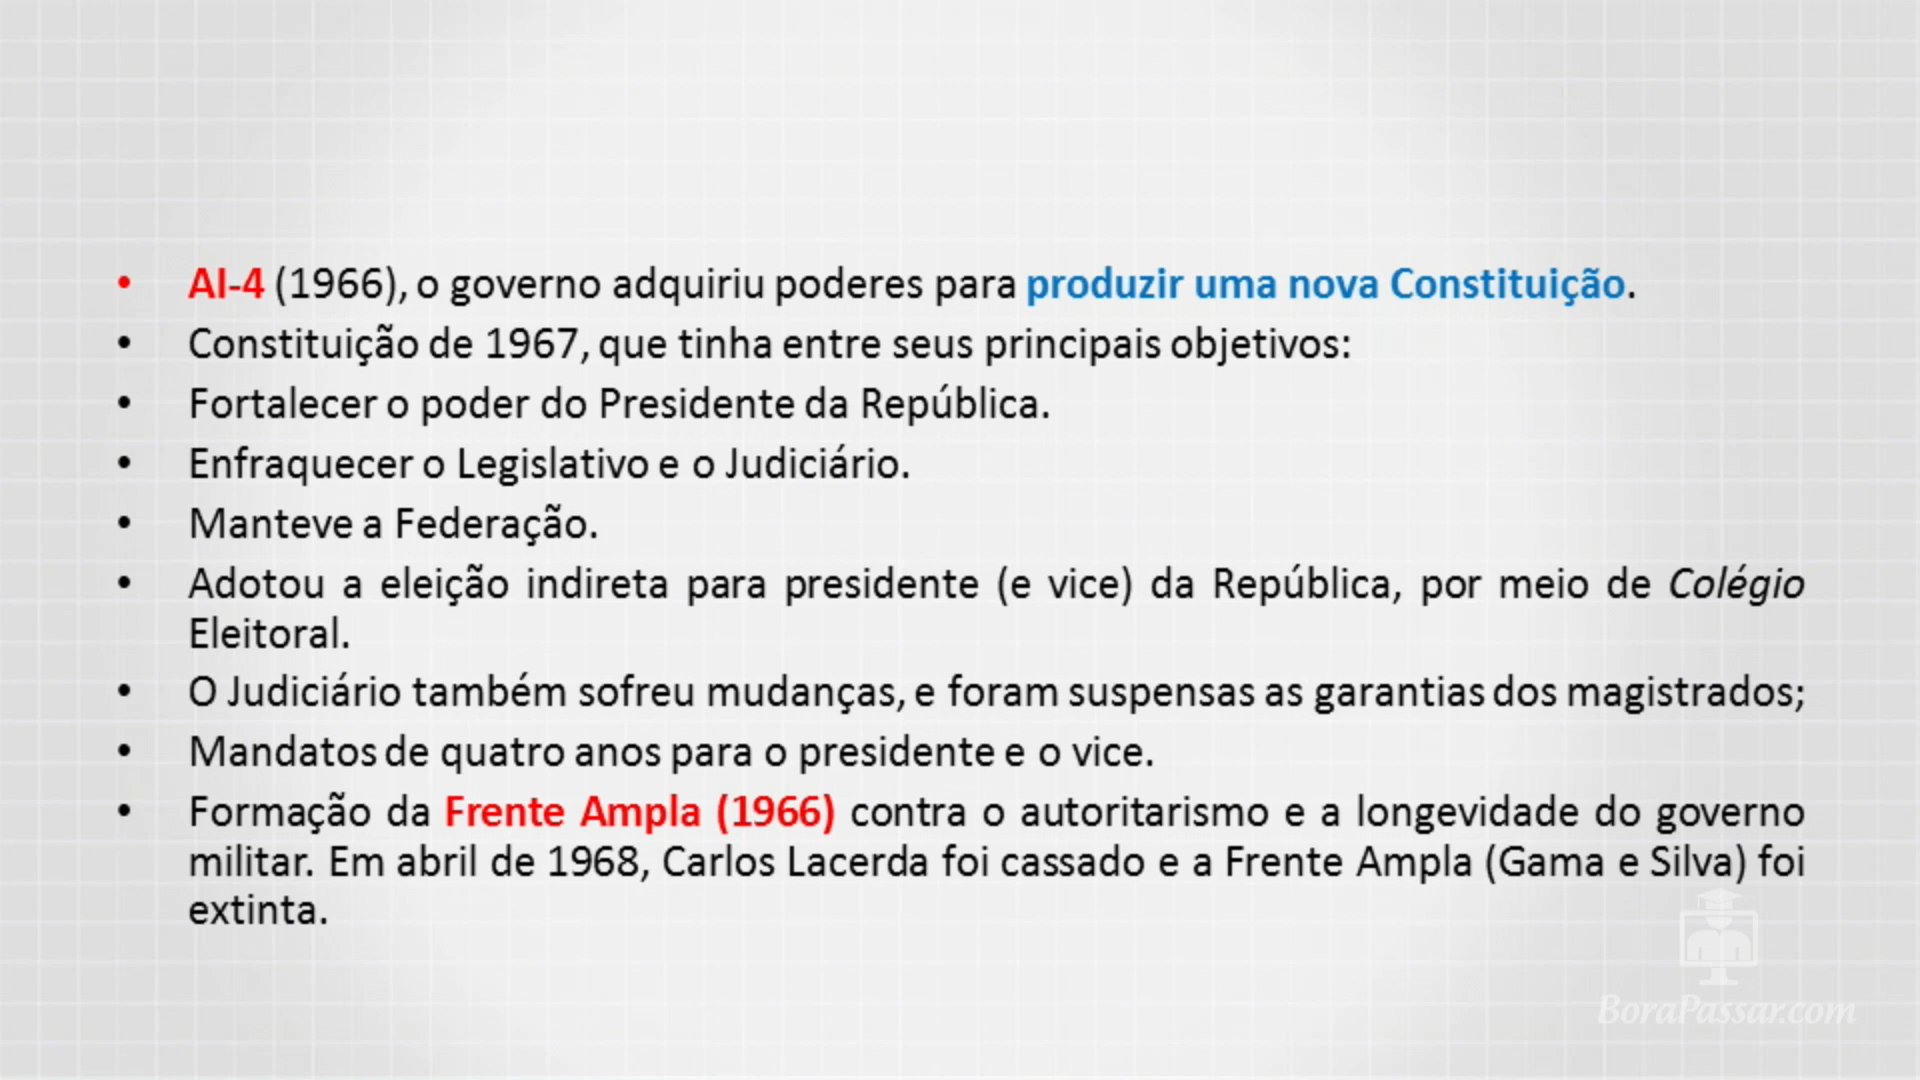 • AI-4 (1966), o governo adquiriu poderes para produzir uma nova Constituição.
• Constituição de 1967, que tinha entre seus principais objetivos:
• Fortalecer o poder do Presidente da República.
• Enfraquecer o Legislativo e o Judiciário.
• Manteve a Federação.
• Adotou a eleição indireta para presidente (e vice) da República, por meio de Colégio
Eleitoral.
• O Judiciário também sofreu mudanças, e foram suspensas as garantias dos magistrados;
• Mandatos de quatro anos para o presidente e o vice.
• Formação da Frente Ampla (1966) contra o autoritarismo e a longevidade do governo
militar. Em abril de 1968, Carlos Lacerda foi cassado e a Frente Ampla (Gama e Silva) foi
extinta.
BoraPassar.com